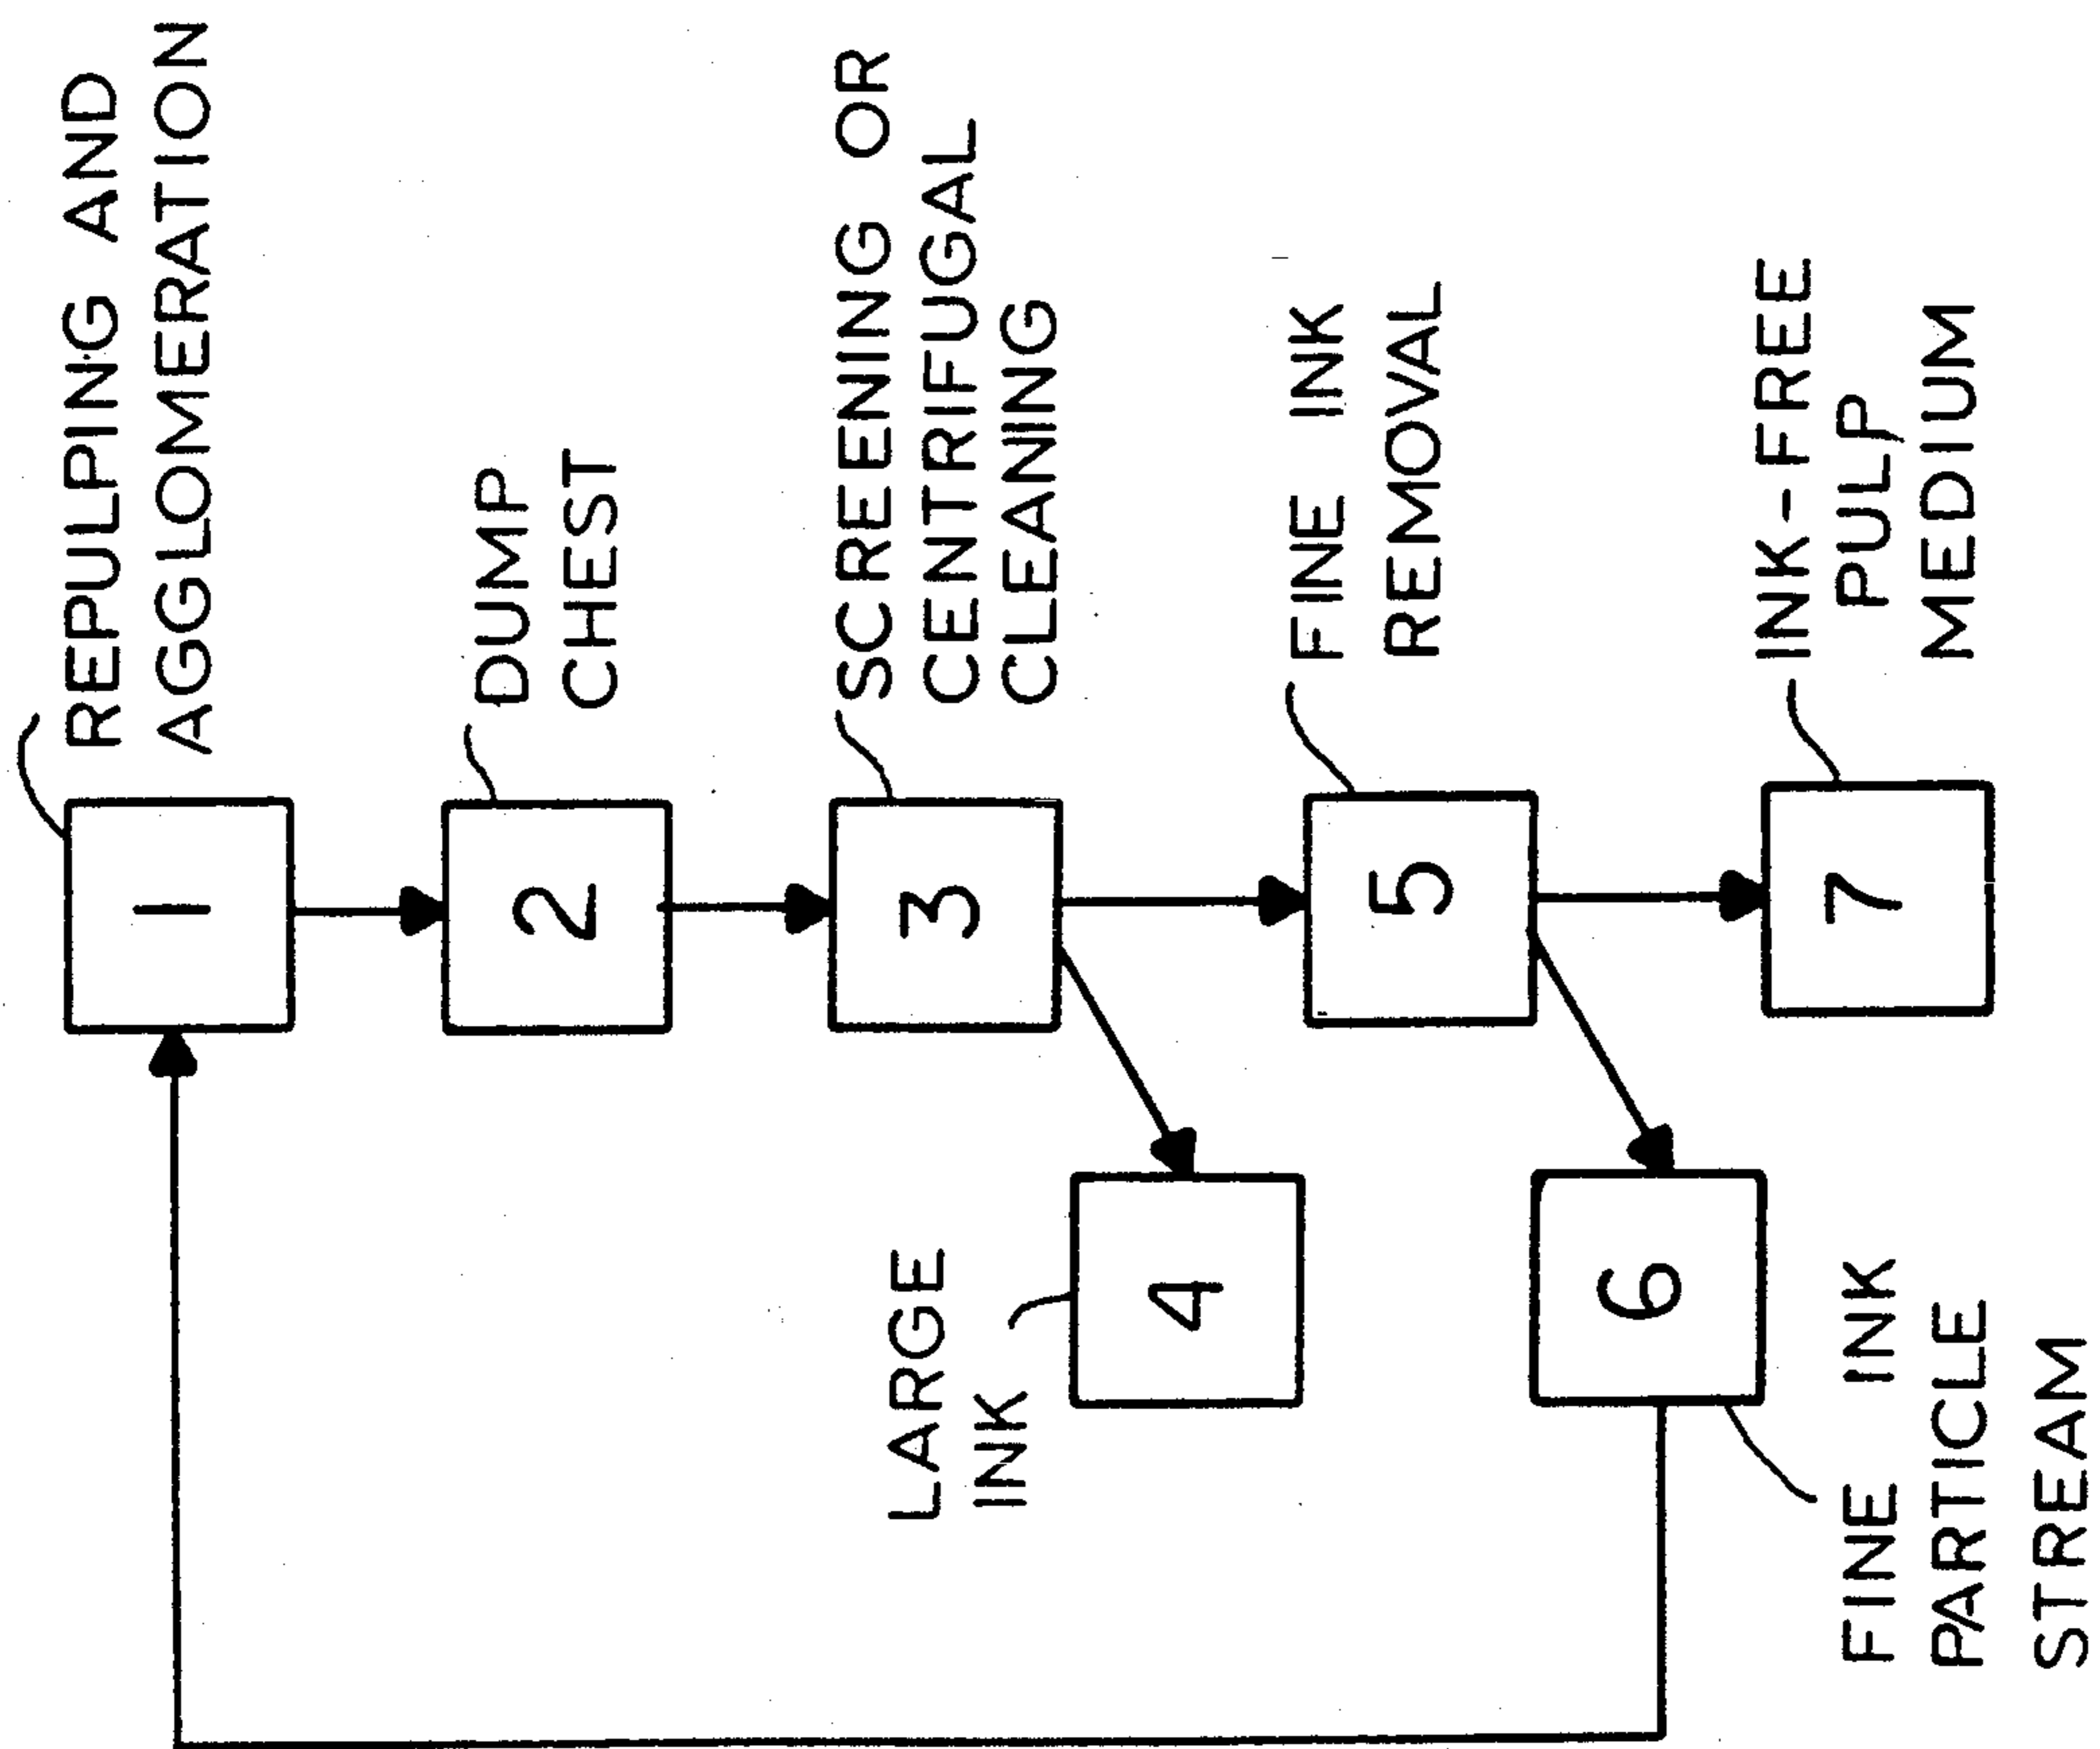 REPULPING AND
AGGLOMERATION
1
DUMP
CHEST
2
SCREENING OR
CENTRIFUGAL
CLEANING
3
LARGE
INK
4
FINE INK
REMOVAL
5
FINE INK
PARTICLE
STREAM
6
INK-FREE
PULP
MEDIUM
7